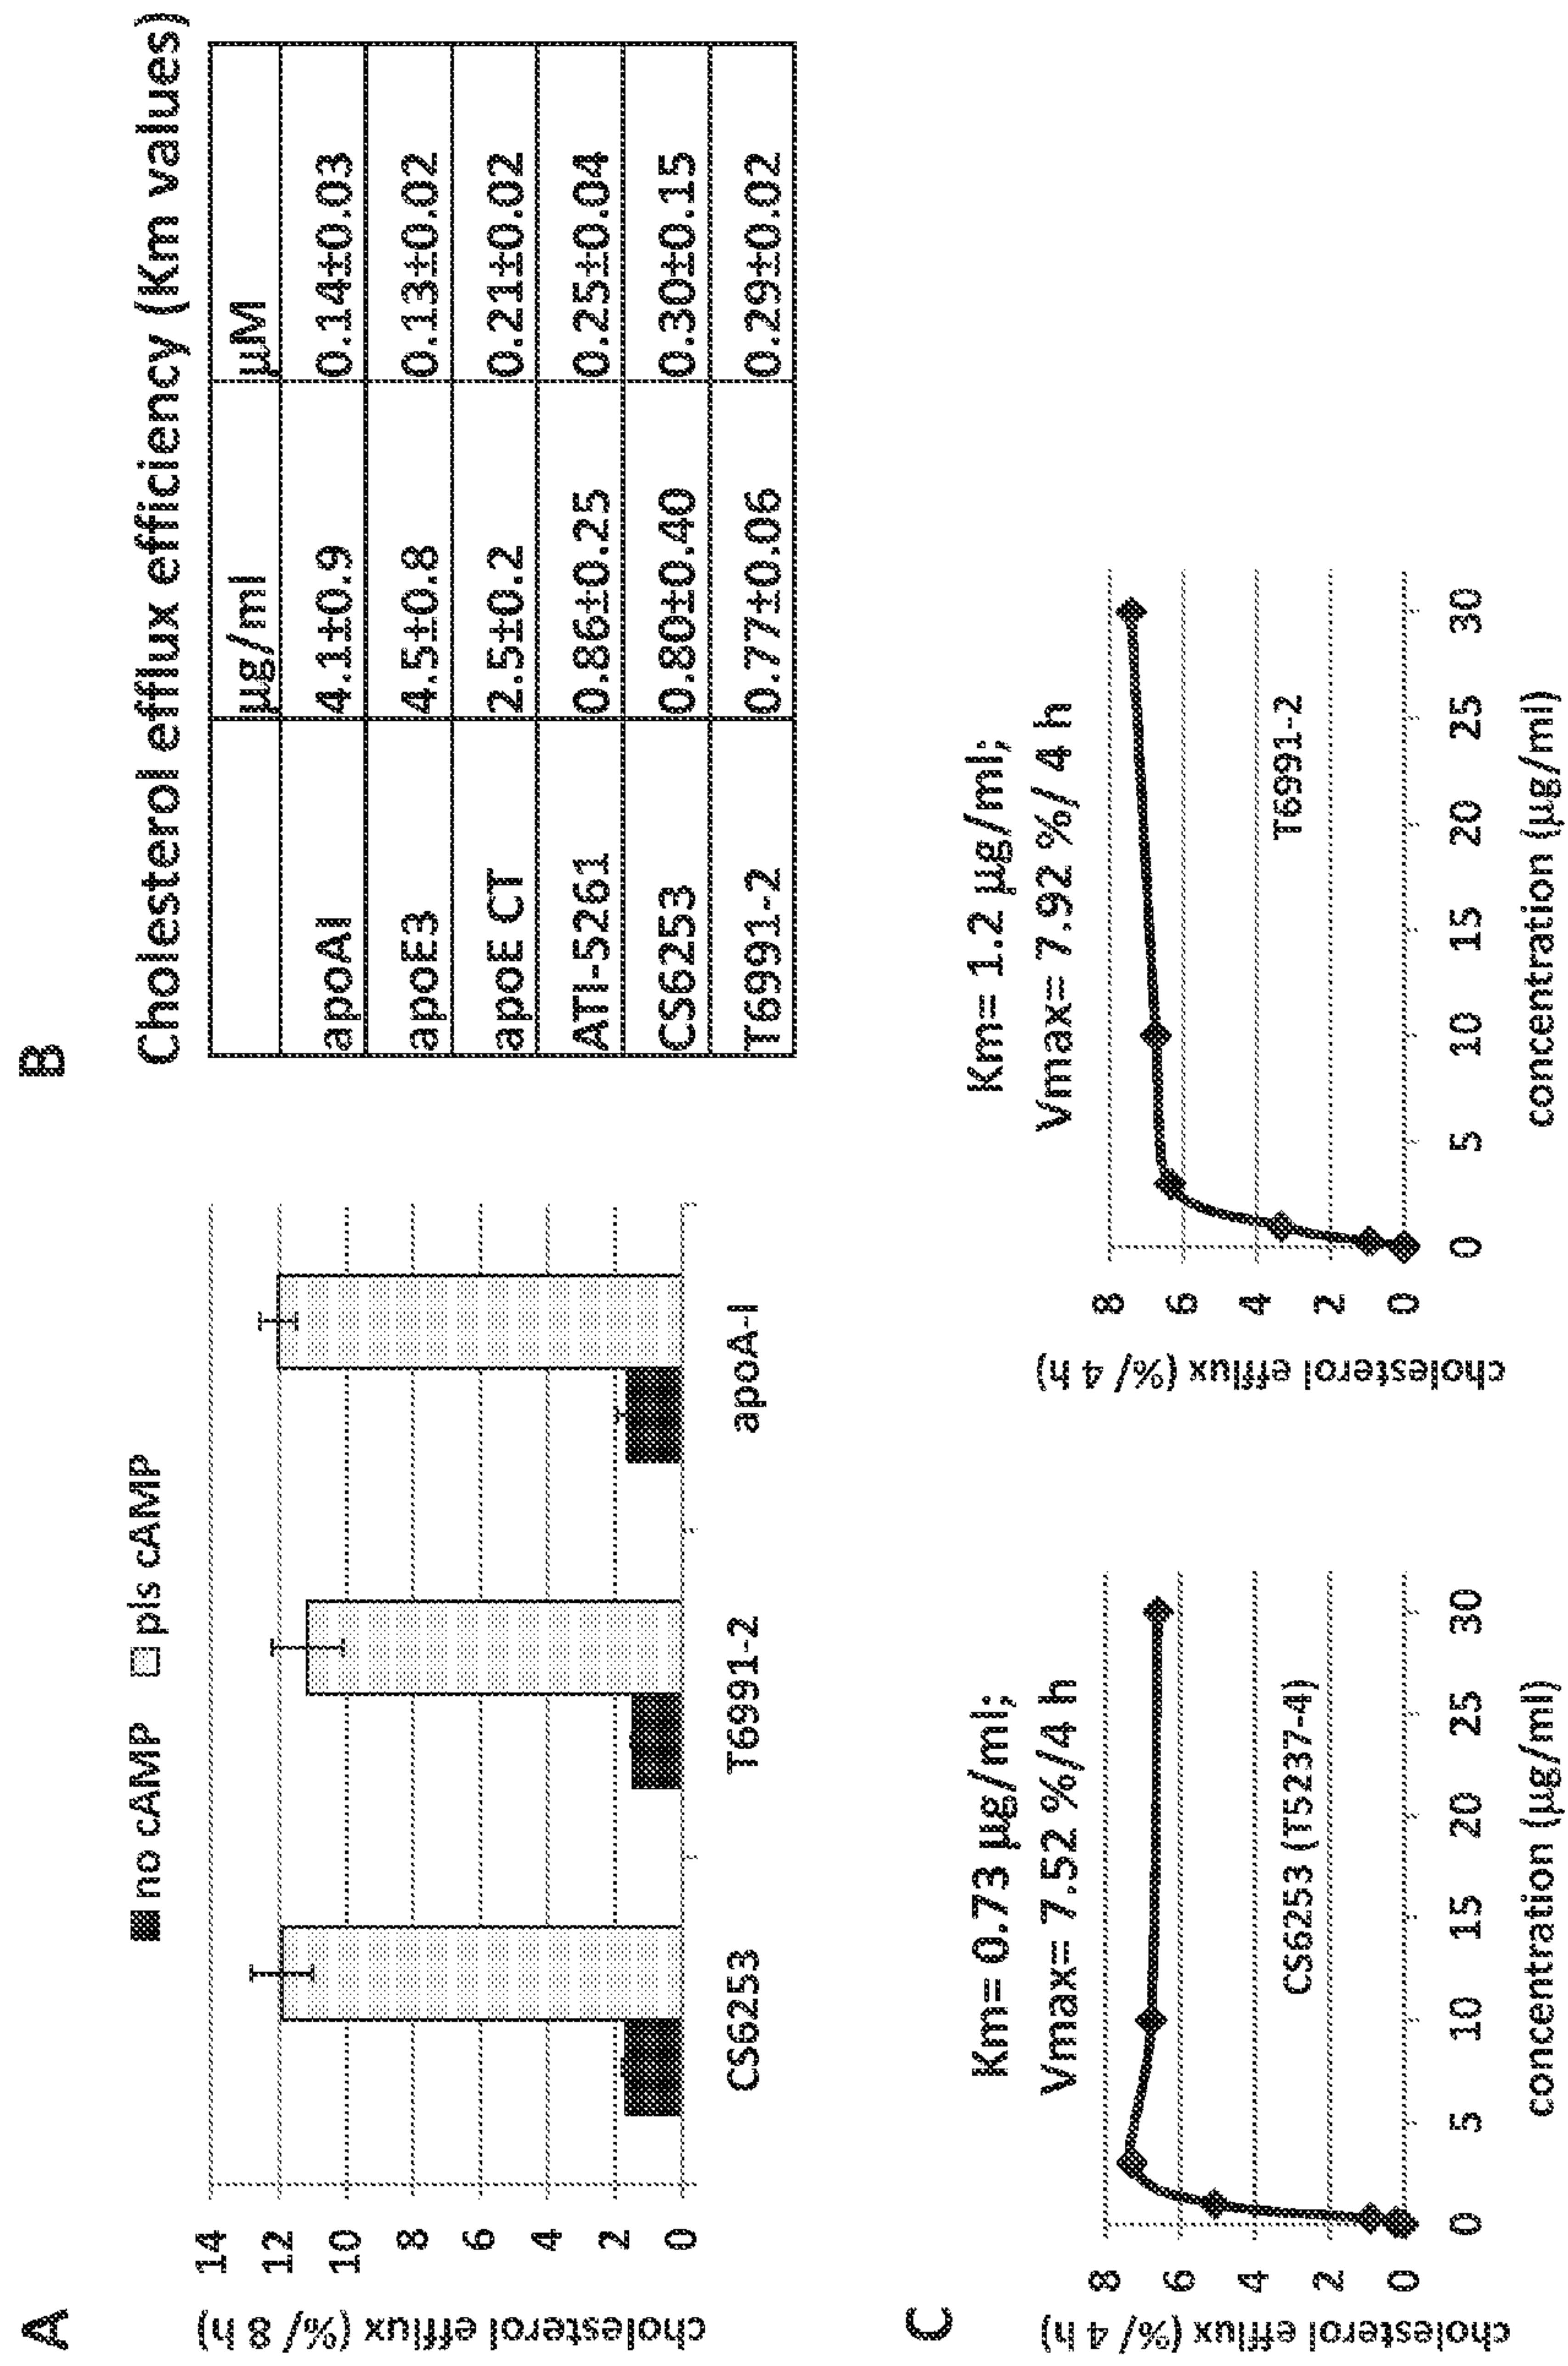 A
no cAMP pls cAMP
cholesterol efflux (%/ 8 h)
14
12
10
8
6
4
2
0
CS6253 T6991-2 apoA-I
B
Cholesterol efflux efficiency (Km values)
µg/ml µM
apoAI 4.1±0.9 0.14±0.03
apoE3 4.5±0.8 0.13±0.02
apoE CT 2.5±0.2 0.21±0.02
ATI-5261 0.86±0.25 0.25±0.04
CS6253 0.80±0.40 0.30±0.15
T6991-2 0.77±0.06 0.29±0.02
C
Km= 0.73 µg/ml;
Vmax= 7.52 %/4 h
cholesterol efflux (%/ 4 h)
8
6
4
2
0
CS6253 (T5237-4)
0 5 10 15 20 25 30
concentration (µg/ml)
Km= 1.2 µg/ml;
Vmax= 7.92 %/ 4 h
cholesterol efflux (%/ 4 h)
8
6
4
2
0
T6991-2
0 5 10 15 20 25 30
concentration (µg/ml)